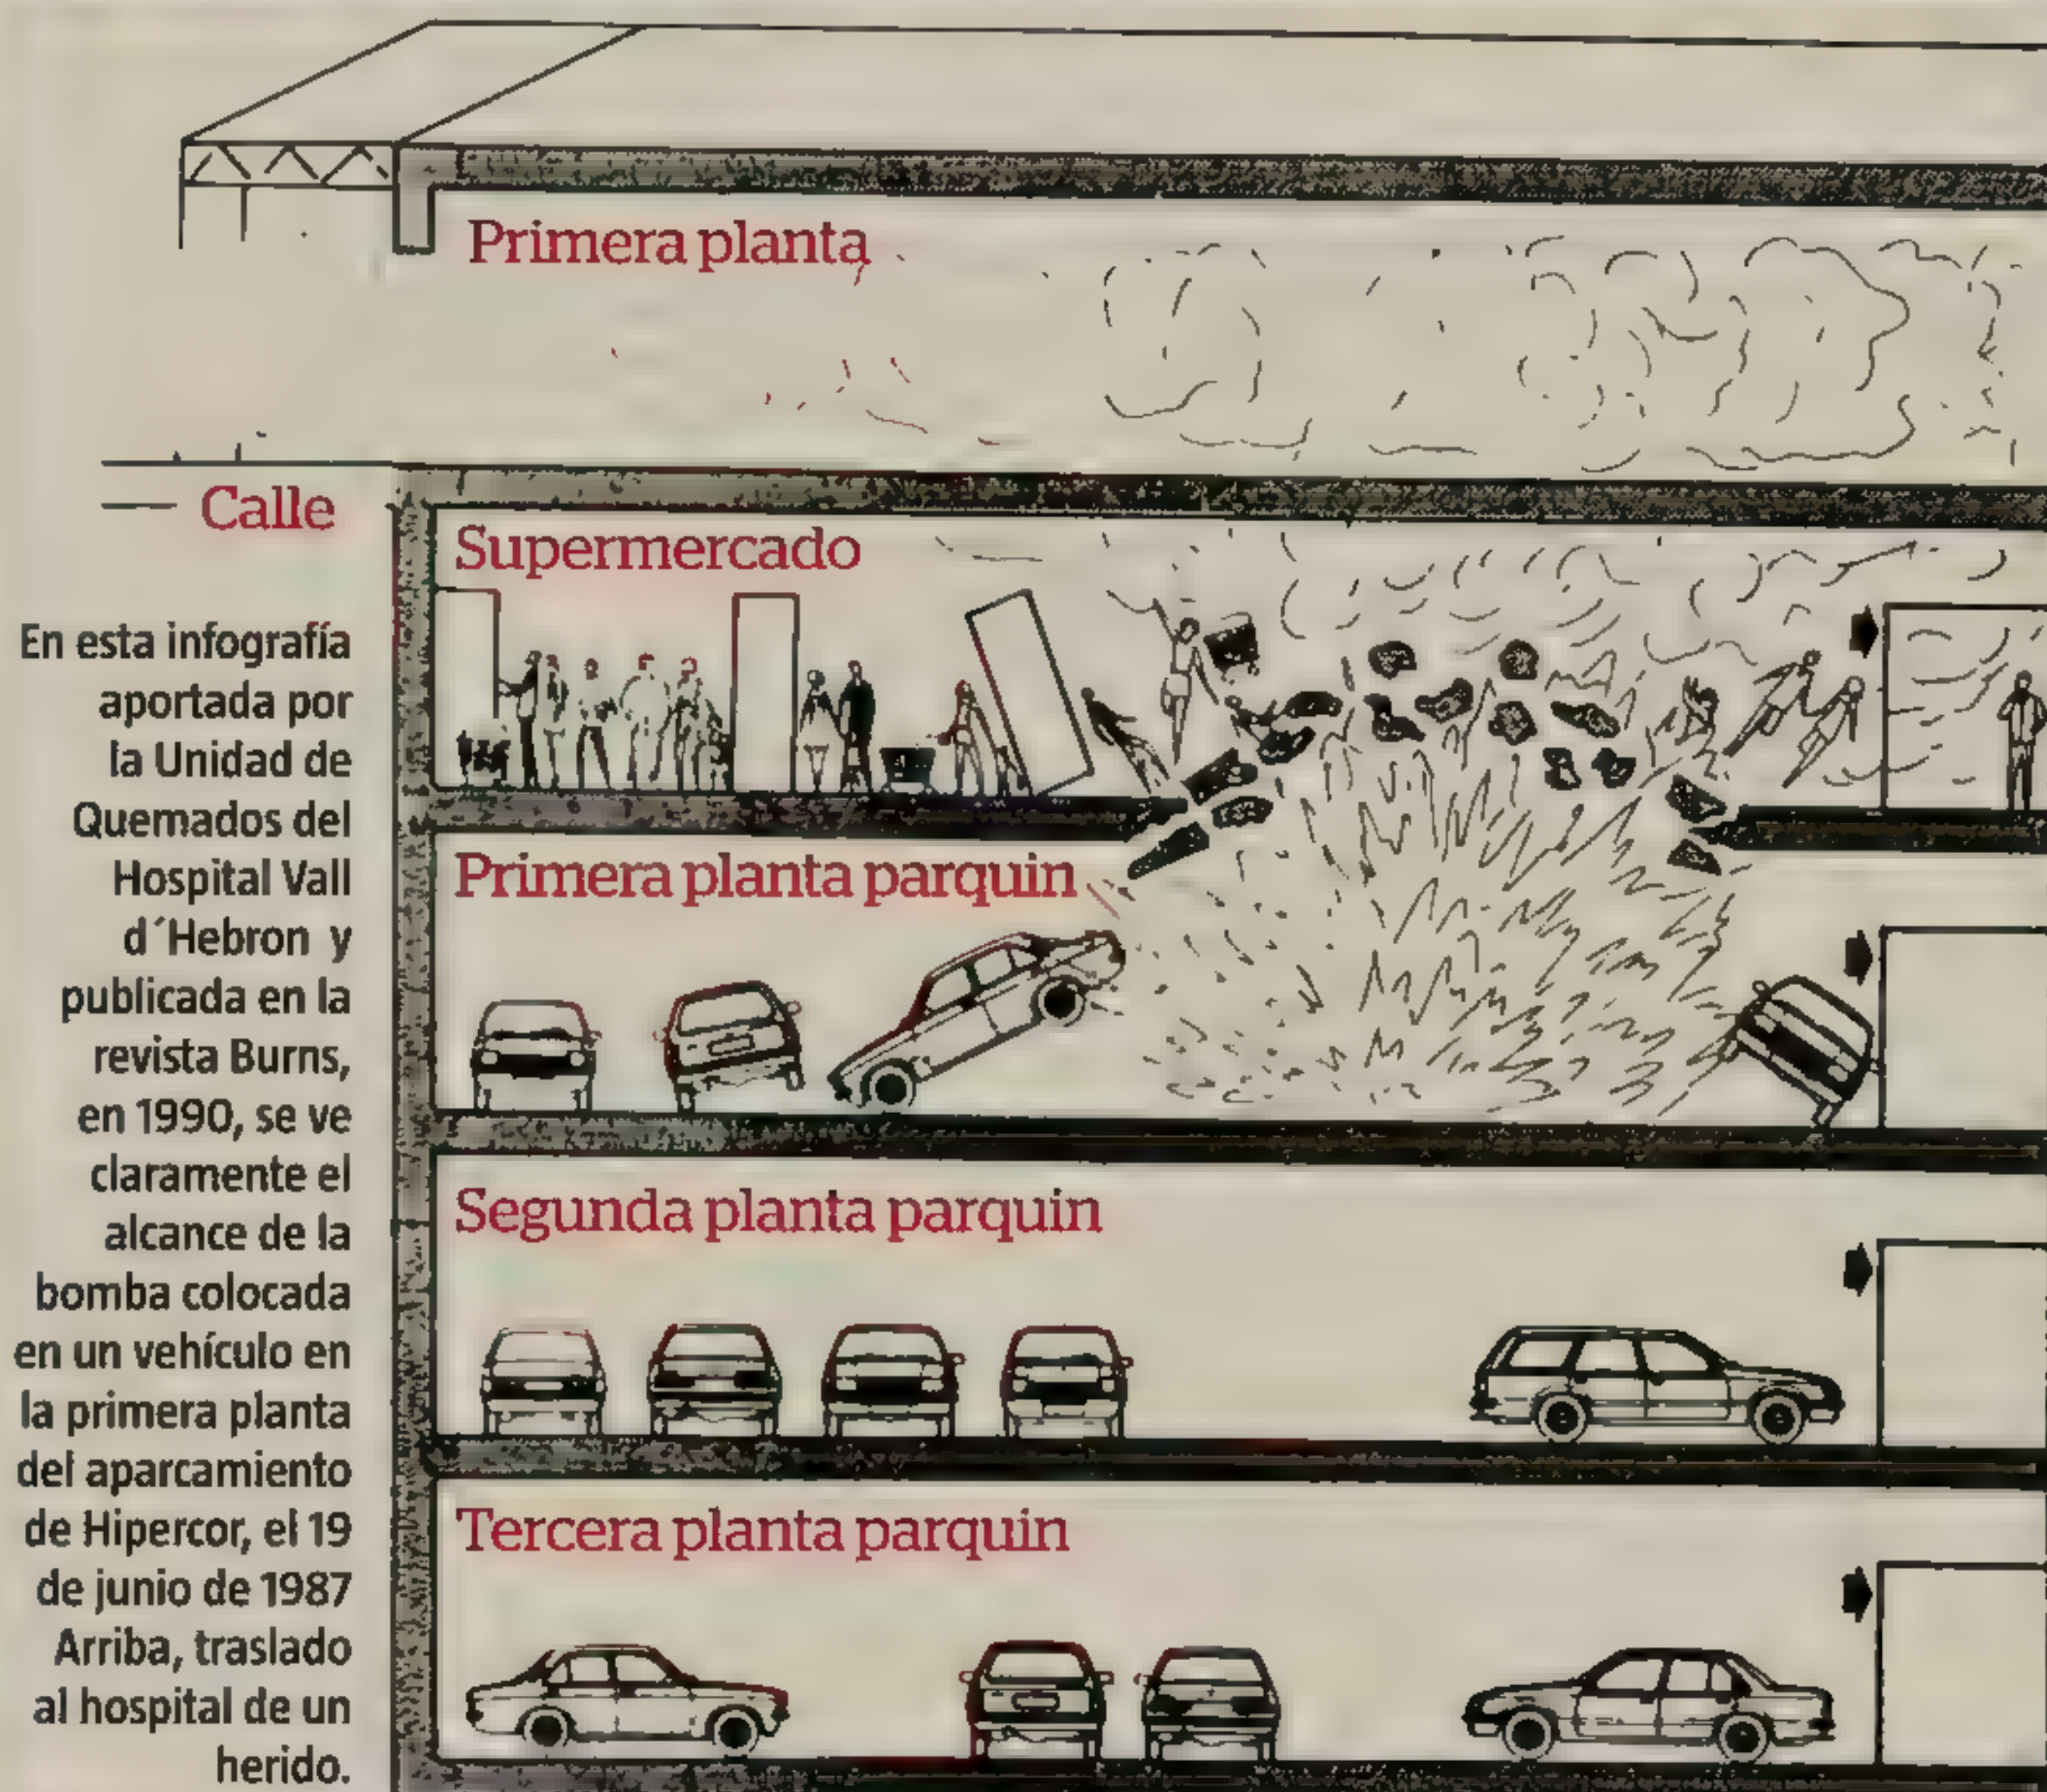 Primera planta
Calle
Supermercado
En esta infografía
aportada por
la Unidad de
Quemados del
Hospital Vall
d´Hebron y
publicada en la
revista Burns,
en 1990, se ve
claramente el
alcance de la
bomba colocada
en un vehículo en
la primera planta
del aparcamiento
de Hipercor, el 19
de junio de 1987
Arriba, traslado
al hospital de un
herido.
Primera planta parquin
Segunda planta parquin
Tercera planta parquin